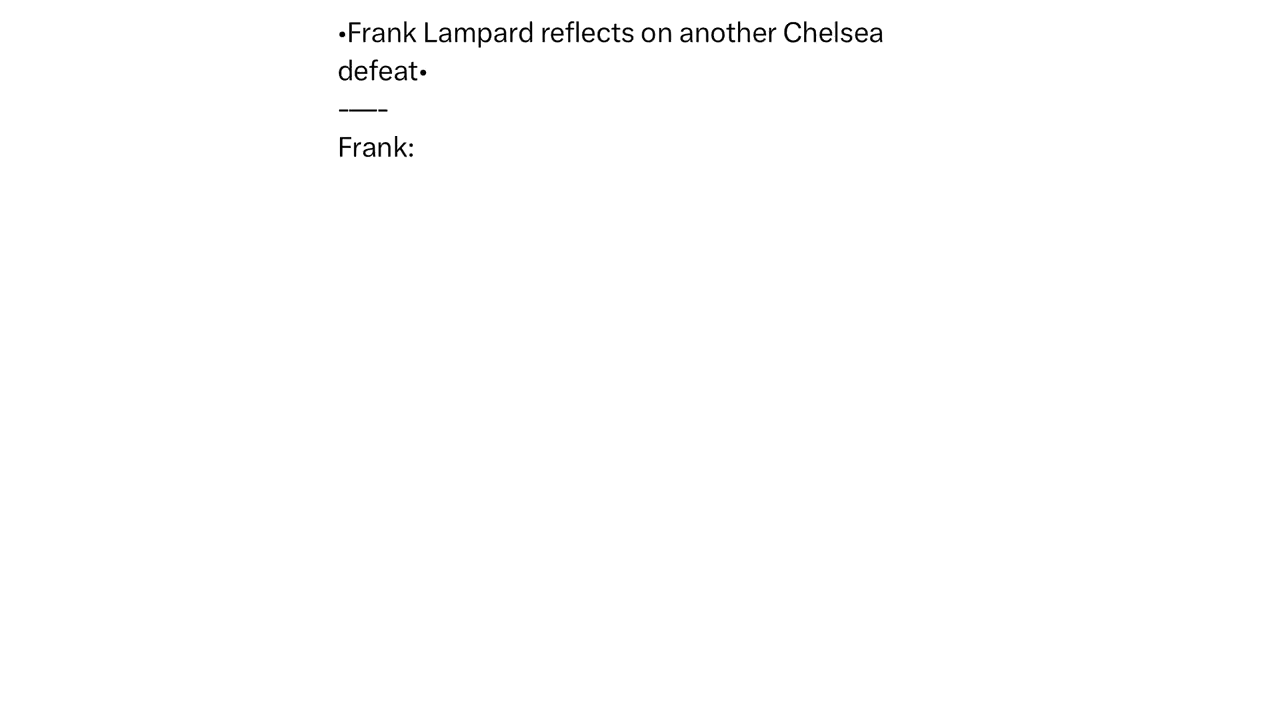 •Frank Lampard reflects on another Chelsea
defeat•
-—-
Frank: